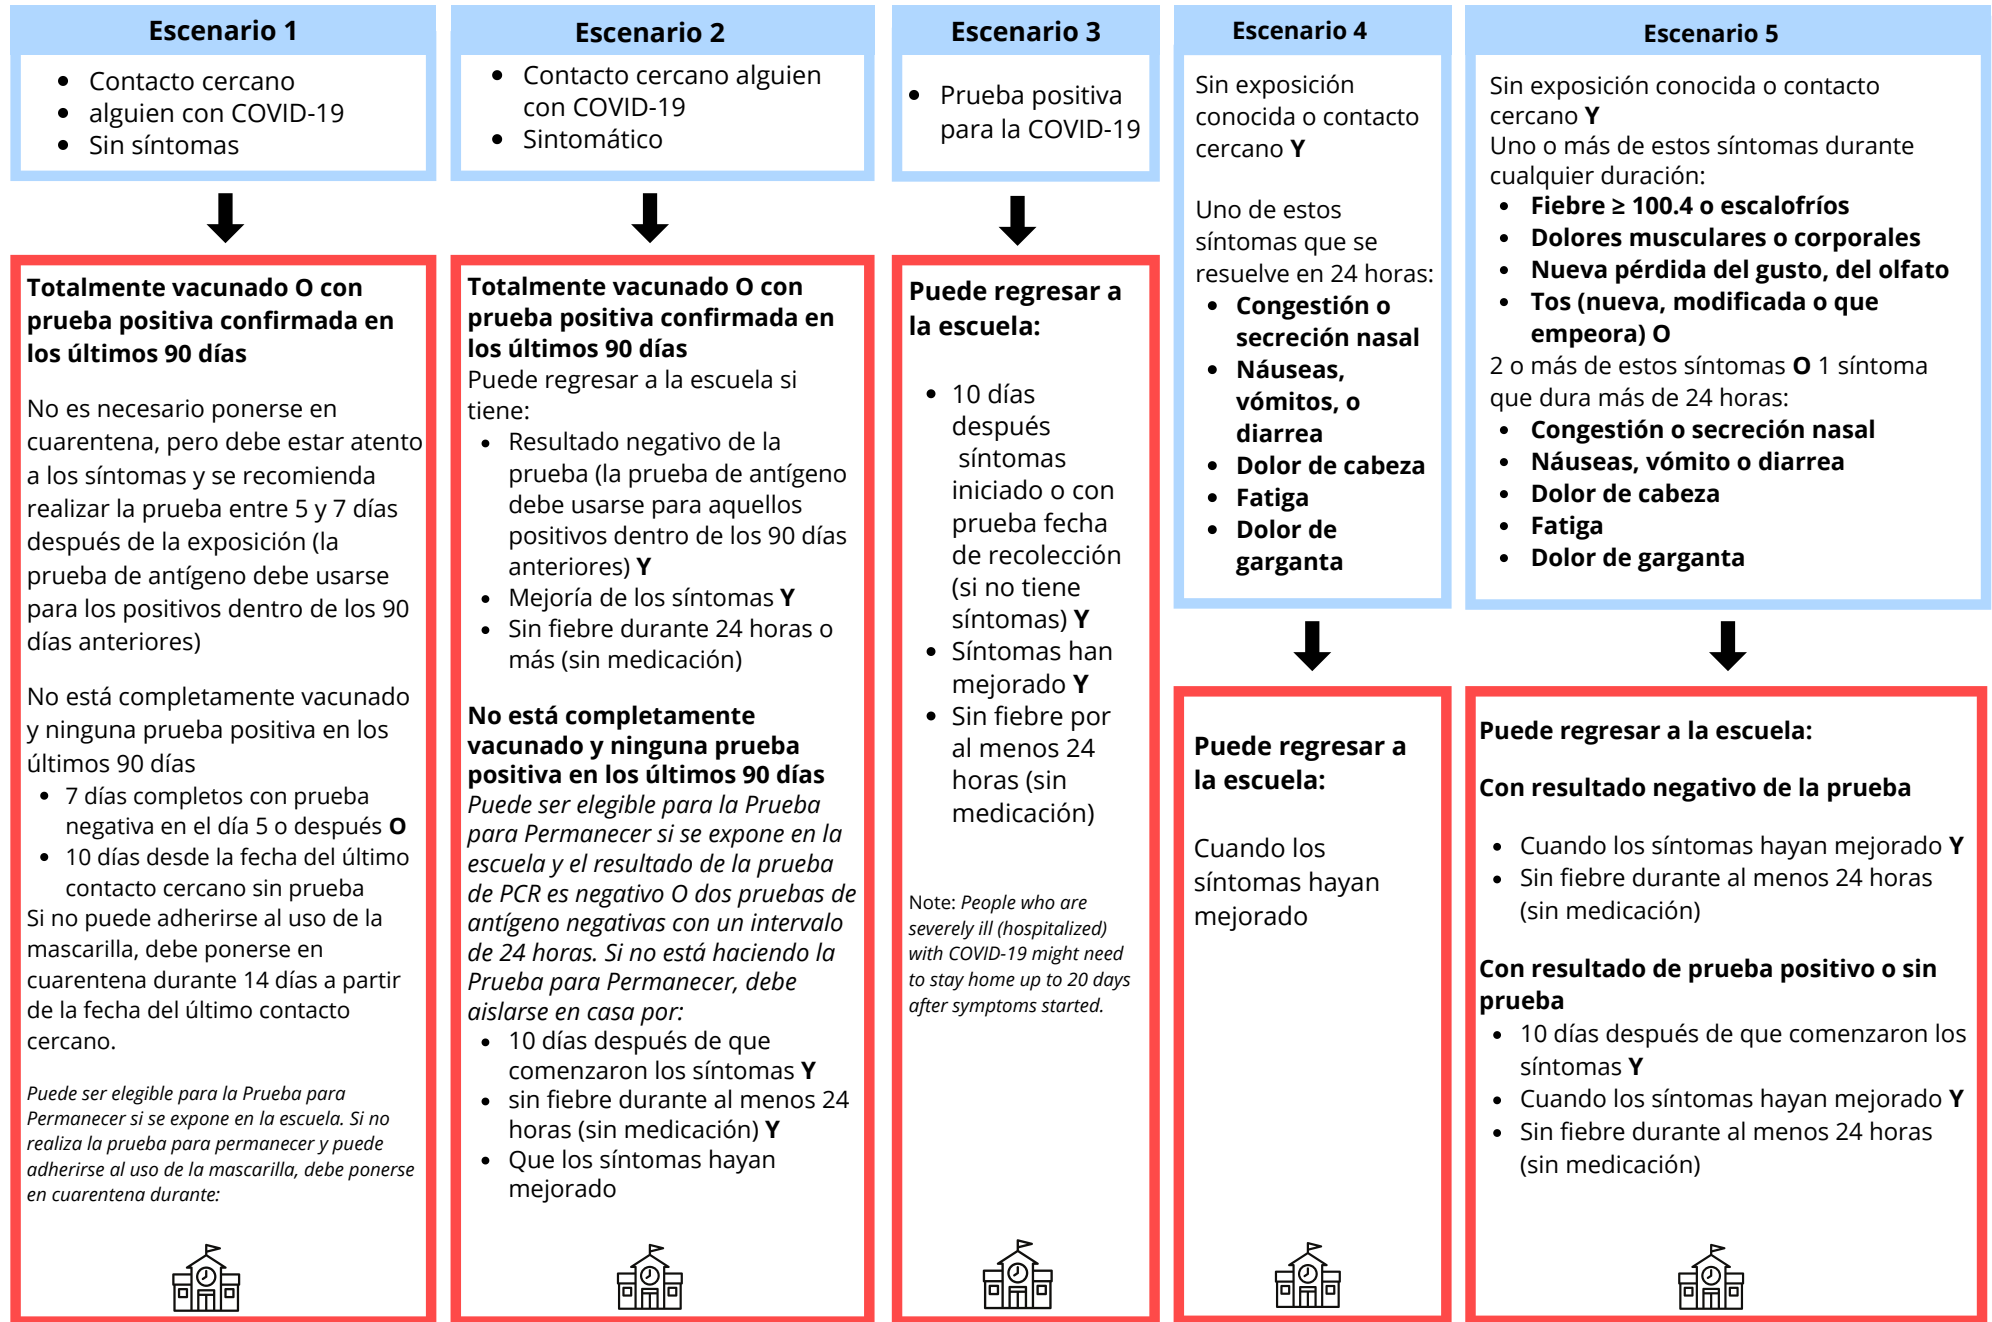 Escenario 1
• Contacto cercano
• alguien con COVID-19
• Sin síntomas
Totalmente vacunado O con
prueba positiva confirmada en
los últimos 90 días
No es necesario ponerse en
cuarentena, pero debe estar atento
a los síntomas y se recomienda
realizar la prueba entre 5 y 7 días
después de la exposición (la
prueba de antígeno debe usarse
para los positivos dentro de los 90
días anteriores)
No está completamente vacunado
y ninguna prueba positiva en los
últimos 90 días
• 7 días completos con prueba
negativa en el día 5 o después O
• 10 días desde la fecha del último
contacto cercano sin prueba
Si no puede adherirse al uso de la
mascarilla, debe ponerse en
cuarentena durante 14 días a partir
de la fecha del último contacto
cercano.
Puede ser elegible para la Prueba para
Permanecer si se expone en la escuela. Si no
realiza la prueba para permanecer y puede
adherirse al uso de la mascarilla, debe ponerse
en cuarentena durante:
Escenario 2
• Contacto cercano alguien
con COVID-19
• Sintomático
Totalmente vacunado O con
prueba positiva confirmada en
los últimos 90 días
Puede regresar a la escuela si
tiene:
• Resultado negativo de la
prueba (la prueba de antígeno
debe usarse para aquellos
positivos dentro de los 90 días
anteriores) Y
• Mejoría de los síntomas Y
• Sin fiebre durante 24 horas o
más (sin medicación)
No está completamente
vacunado y ninguna prueba
positiva en los últimos 90 días
Puede ser elegible para la Prueba
para Permanecer si se expone en la
escuela y el resultado de la prueba
de PCR es negativo O dos pruebas de
antígeno negativas con un intervalo
de 24 horas. Si no está haciendo la
Prueba para Permanecer, debe
aislarse en casa por:
• 10 días después de que
comenzaron los síntomas Y
• sin fiebre durante al menos 24
horas (sin medicación) Y
• Que los síntomas hayan
mejorado
Escenario 3
• Prueba positiva
para la COVID-19
Puede regresar a
la escuela:
• 10 días
después
síntomas
iniciado o con
prueba fecha
de recolección
(si no tiene
síntomas) Y
• Síntomas han
mejorado Y
• Sin fiebre por
al menos 24
horas (sin
medicación)
Note: People who are
severely ill (hospitalized)
with COVID-19 might need
to stay home up to 20 days
after symptoms started.
Escenario 4
Sin exposición
conocida o contacto
cercano Y
Uno de estos
síntomas que se
resuelve en 24 horas:
• Congestión o
secreción nasal
• Náuseas,
vómitos, o
diarrea
• Dolor de cabeza
• Fatiga
• Dolor de
garganta
Puede regresar a
la escuela:
Cuando los
síntomas hayan
mejorado
Escenario 5
Sin exposición conocida o contacto
cercano Y
Uno o más de estos síntomas durante
cualquier duración:
• Fiebre ≥ 100.4 o escalofríos
• Dolores musculares o corporales
• Nueva pérdida del gusto, del olfato
• Tos (nueva, modificada o que
empeora) O
2 o más de estos síntomas O 1 síntoma
que dura más de 24 horas:
• Congestión o secreción nasal
• Náuseas, vómito o diarrea
• Dolor de cabeza
• Fatiga
• Dolor de garganta
Puede regresar a la escuela:
Con resultado negativo de la prueba
• Cuando los síntomas hayan mejorado Y
• Sin fiebre durante al menos 24 horas
(sin medicación)
Con resultado de prueba positivo o sin
prueba
• 10 días después de que comenzaron los
síntomas Y
• Cuando los síntomas hayan mejorado Y
• Sin fiebre durante al menos 24 horas
(sin medicación)